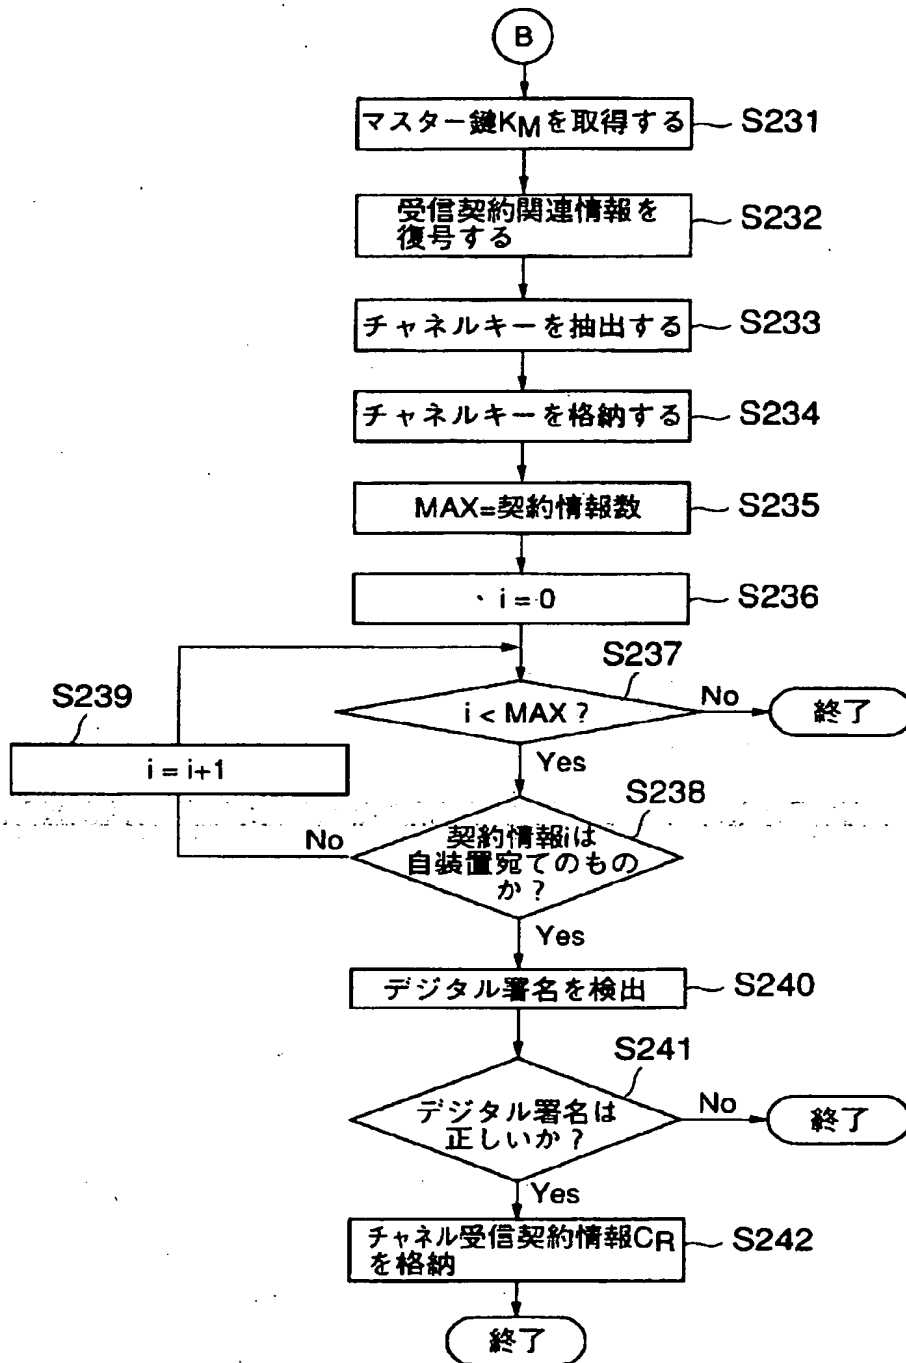 B
マスター鍵KMを取得する
S231
受信契約関連情報を
復号する
S232
チャネルキーを抽出する
S233
チャネルキーを格納する
S234
MAX=契約情報数
S235
i = 0
S236
S237
i < MAX ?
No
終了
S239
i = i+1
Yes
S238
No
契約情報iは
自装置宛てのもの
か?
Yes
デジタル署名を検出
S240
S241
デジタル署名は
正しいか?
No
終了
Yes
チャネル受信契約情報CR
を格納
S242
終了